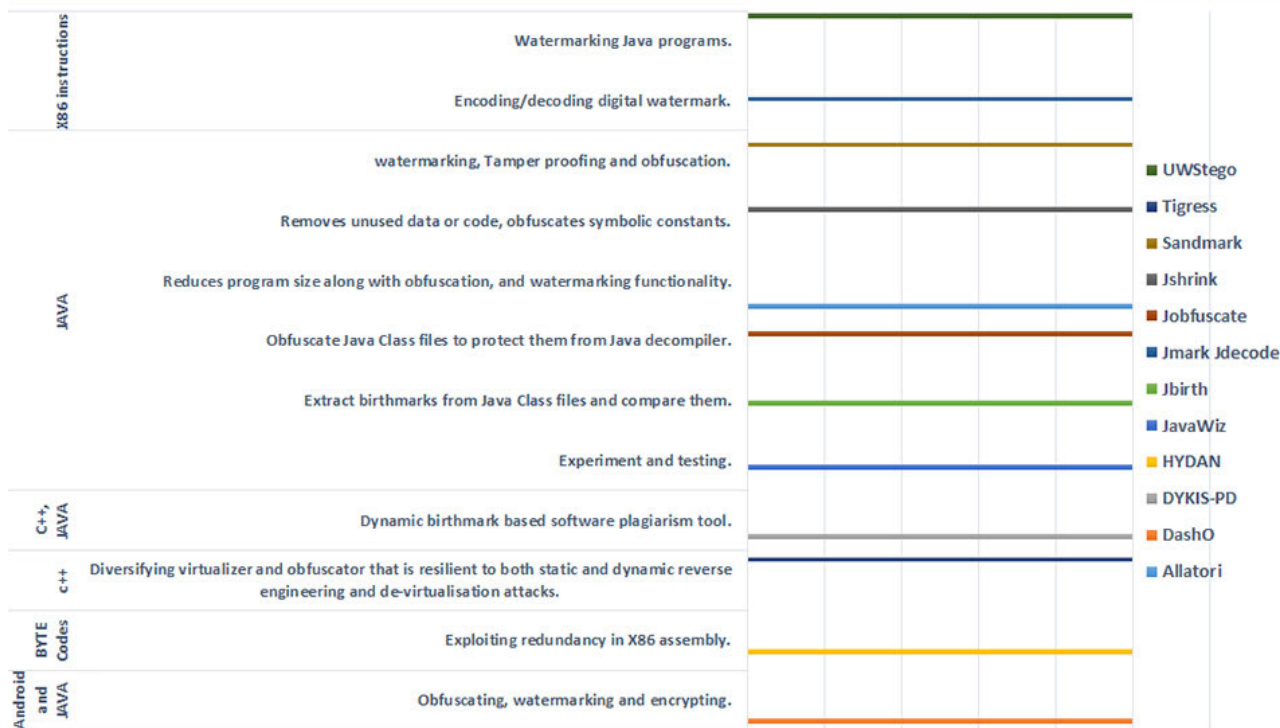 X86 instructions
Watermarking Java programs.
Encoding/decoding digital watermark.
JAVA
watermarking, Tamper proofing and obfuscation.
Removes unused data or code, obfuscates symbolic constants.
Reduces program size along with obfuscation, and watermarking functionality.
Obfuscate Java Class files to protect them from Java decompiler.
Extract birthmarks from Java Class files and compare them.
Experiment and testing.
C++,
JAVA
Dynamic birthmark based software plagiarism tool.
c++
Diversifying virtualizer and obfuscator that is resilient to both static and dynamic reverse
engineering and de-virtualisation attacks.
BYTE
Codes
Exploiting redundancy in X86 assembly.
Android
and
JAVA
Obfuscating, watermarking and encrypting.
UWStego
Tigress
Sandmark
Jshrink
Jobfuscate
Jmark Jdecode
Jbirth
JavaWiz
HYDAN
DYKIS-PD
DashO
Allatori